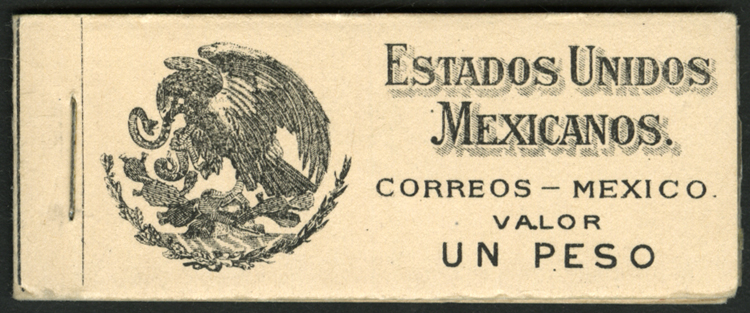 ESTADOS UNIDOS
MEXICANOS.
CORREOS – MEXICO.
VALOR
UN PESO